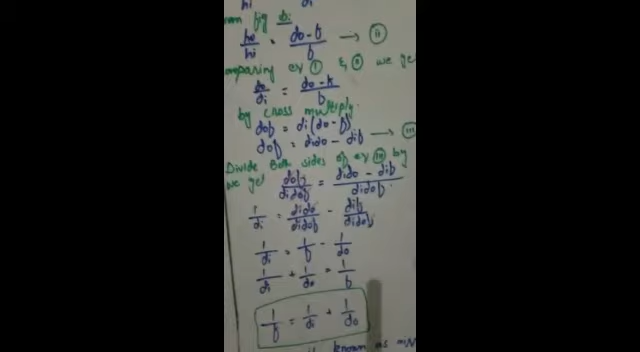 hi di
fig
ho/hi = do-f/f → ii
comparing eq i & ii we get
do/di = do-f/f
by cross multiply.
dof = di(do-f)
dof = dido - dif → iii
Divide Both sides of eq iii by
we get dof/didof = dido - dif/didof
1/di = dido/didof - dif/didof
1/di = 1/f - 1/do
1/di + 1/do = 1/f
1/f = 1/di + 1/do
known as